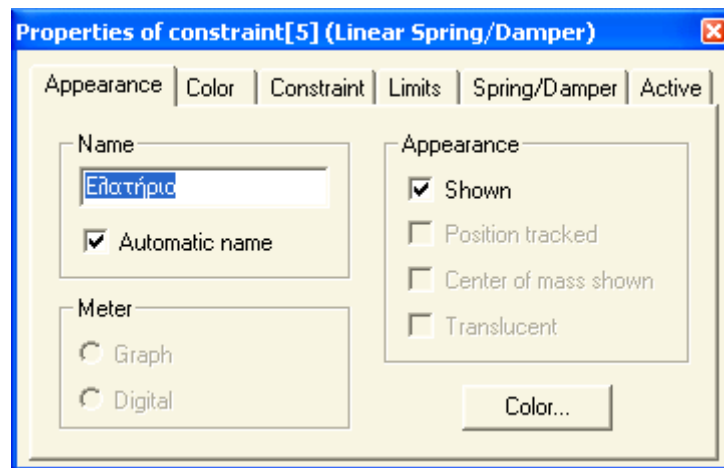 Properties of constraint[5] (Linear Spring/Damper)
Appearance Color Constraint Limits Spring/Damper Active
Name
Ελατήριο
Automatic name
Meter
Graph
Digital
Appearance
Shown
Position tracked
Center of mass shown
Translucent
Color...